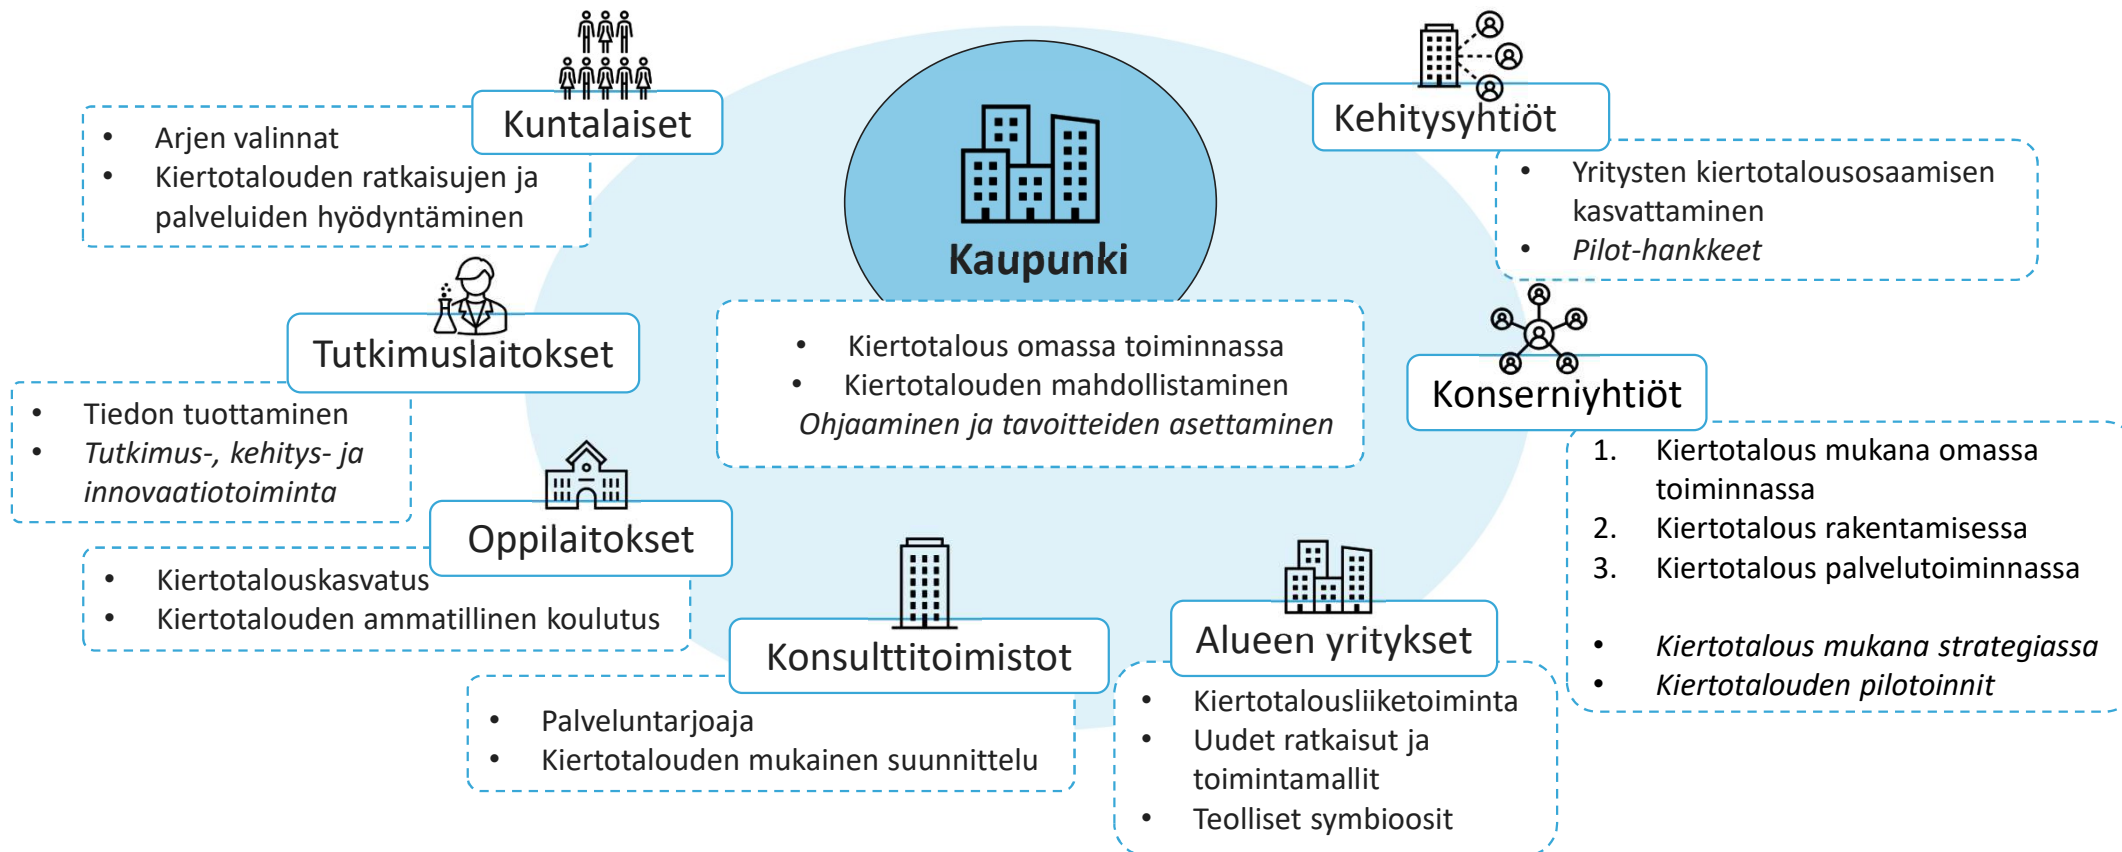 Kuntalaiset
• Arjen valinnat
• Kiertotalouden ratkaisujen ja
palveluiden hyödyntäminen
Tutkimuslaitokset
• Tiedon tuottaminen
• Tutkimus-, kehitys- ja
innovaatiotoiminta
Oppilaitokset
• Kiertotalouskasvatus
• Kiertotalouden ammatillinen koulutus
Kaupunki
• Kiertotalous omassa toiminnassa
• Kiertotalouden mahdollistaminen
Ohjaaminen ja tavoitteiden asettaminen
Konsulttitoimistot
• Palveluntarjoaja
• Kiertotalouden mukainen suunnittelu
Alueen yritykset
• Kiertotalousliiketoiminta
• Uudet ratkaisut ja
toimintamallit
• Teolliset symbioosit
Kehitysyhtiöt
• Yritysten kiertotalousosaamisen
kasvattaminen
• Pilot-hankkeet
Konserniyhtiöt
1. Kiertotalous mukana omassa
toiminnassa
2. Kiertotalous rakentamisessa
3. Kiertotalous palvelutoiminnassa
• Kiertotalous mukana strategiassa
• Kiertotalouden pilotoinnit